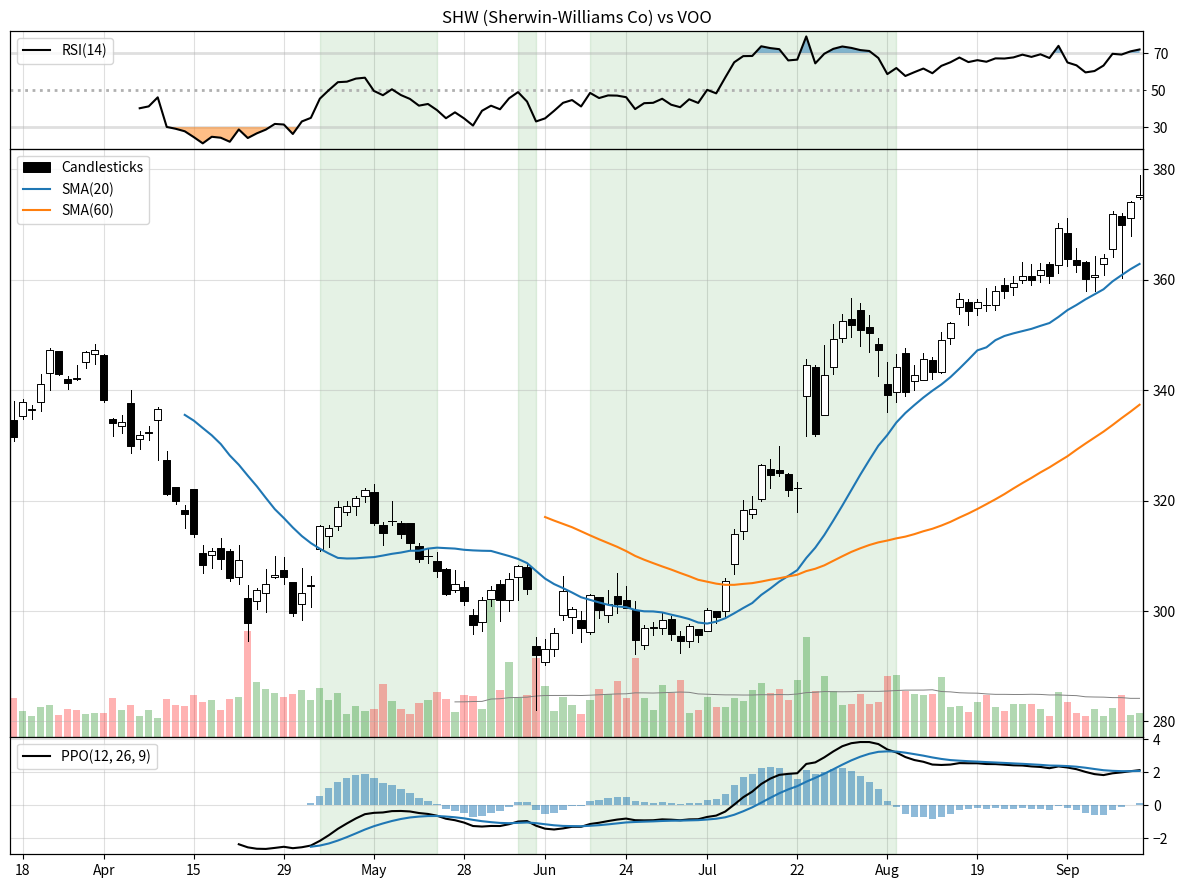 SHW (Sherwin-Williams Co) vs VOO
RSI(14)
70
50
30
Candlesticks
SMA(20)
SMA(60)
380
360
340
320
300
280
PPO(12, 26, 9)
4
2
0
−2
18 Apr 15 29 May 28 Jun 24 Jul 22 Aug 19 Sep